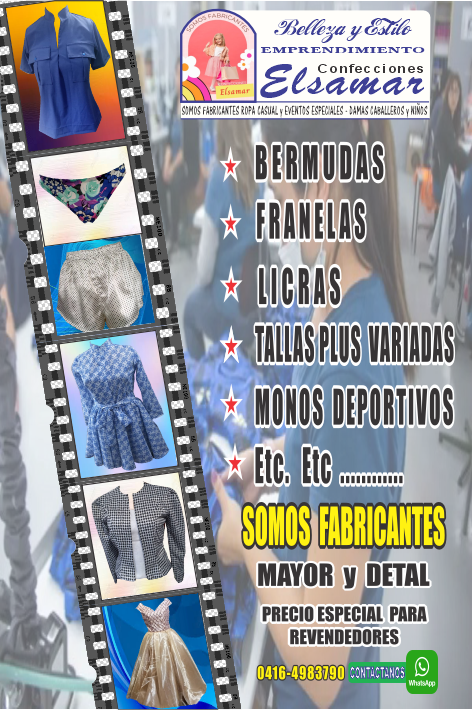 SOMOS FABRICANTES
Elsamar
Belleza y Estilo
EMPRENDIMIENTO
Confecciones
Elsamar
SOMOS FABRICANTES ROPA CASUAL y EVENTOS ESPECIALES - DAMAS CABALLEROS y NIÑOS
BERMUDAS
FRANELAS
LICRAS
TALLAS PLUS VARIADAS
MONOS DEPORTIVOS
Etc. Etc ............
SOMOS FABRICANTES
MAYOR y DETAL
PRECIO ESPECIAL PARA
REVENDEDORES
0416-4983790 CONTACTANOS
WhatsApp